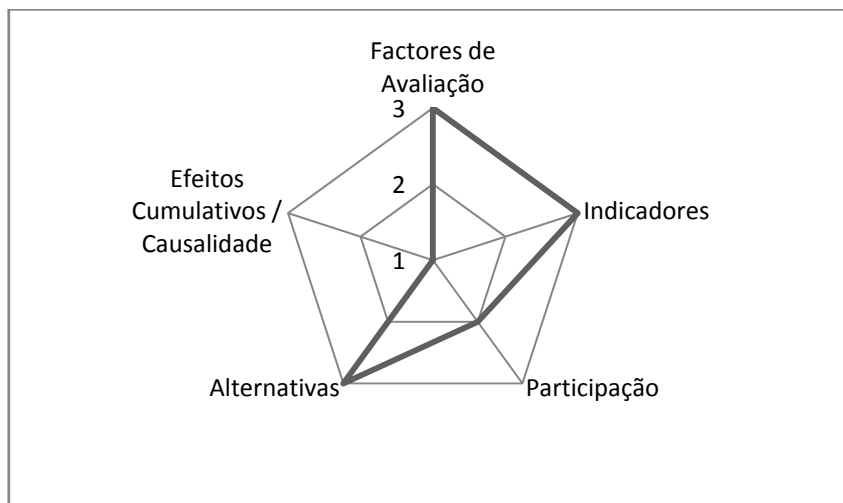 Factores de
Avaliação
3
2
1
Efeitos
Cumulativos /
Causalidade
Indicadores
Alternativas
Participação